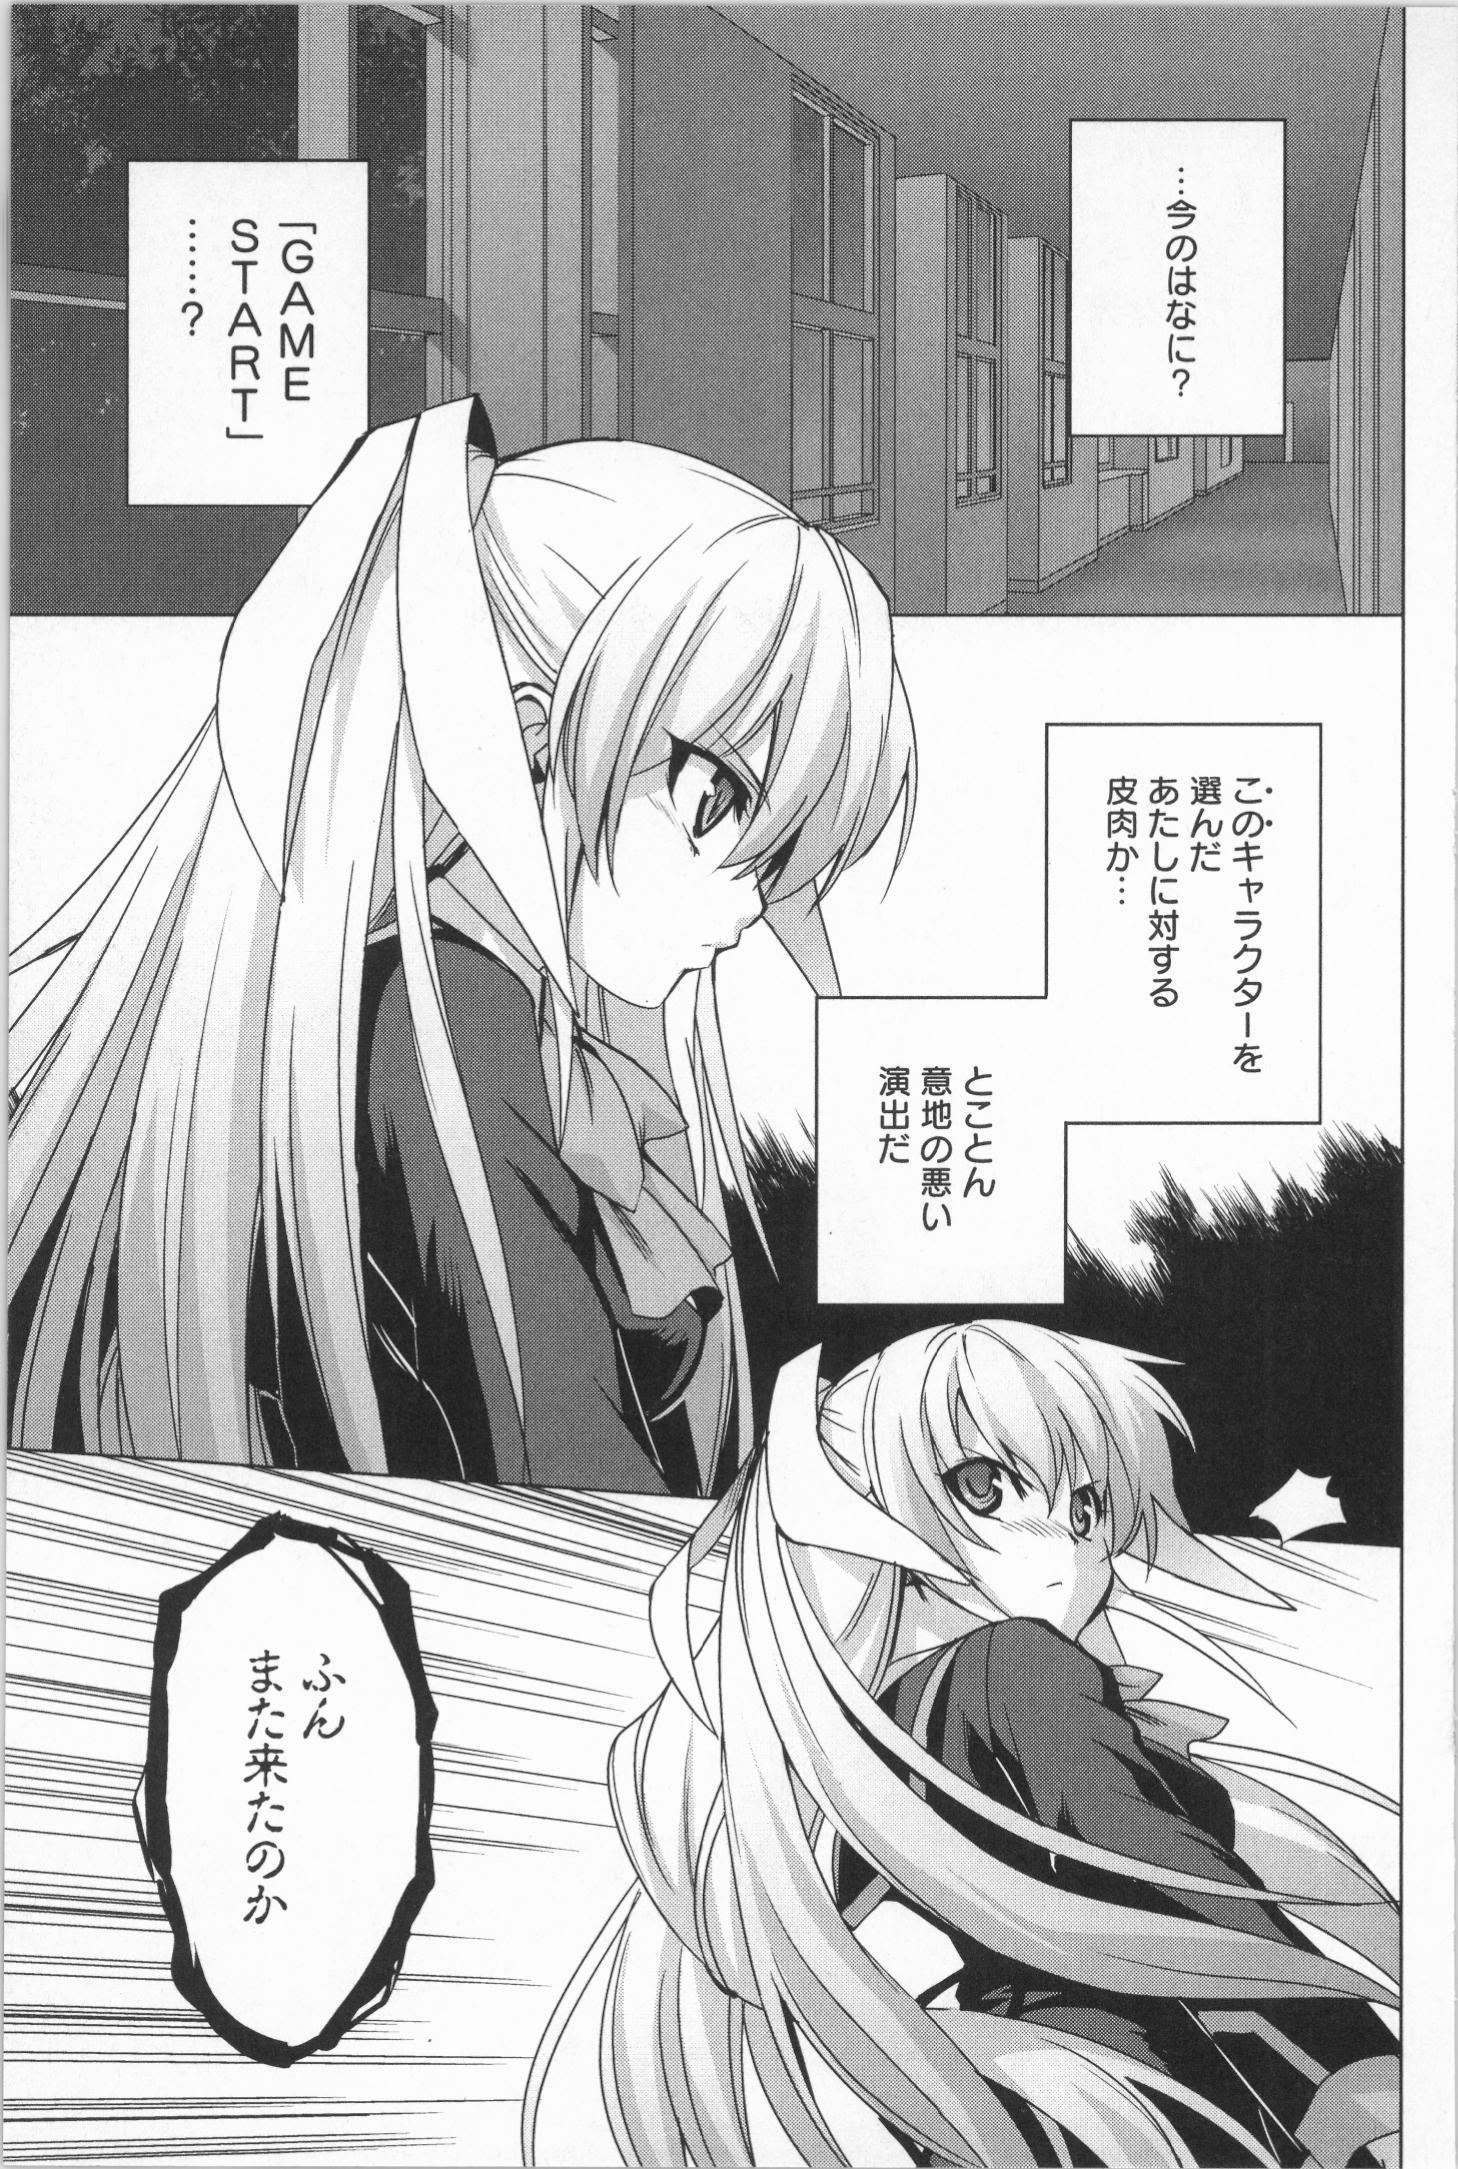 …今のはなに?
「GAME
START」
……?
このキャラクターを
選んだ
あたしに対する
皮肉か…
とことん
意地の悪い
演出だ
ふん
また来たのか